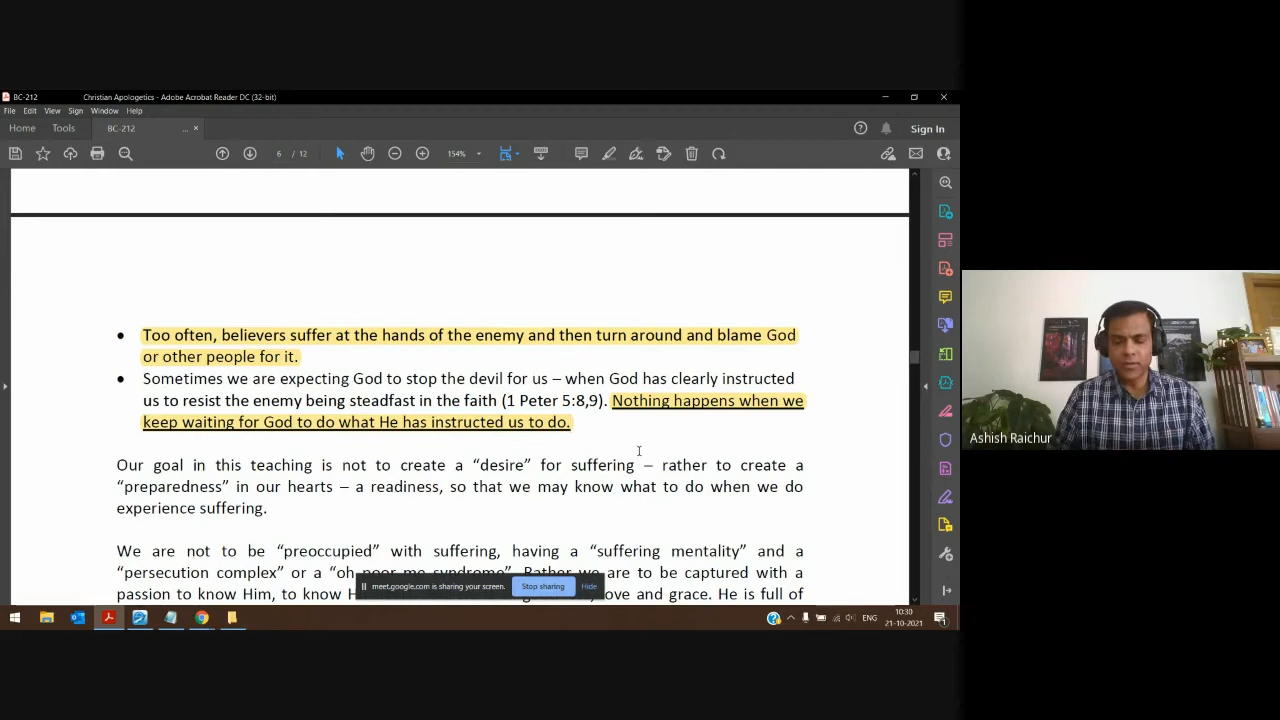 BC-212 Christian Apologetics - Adobe Acrobat Reader DC (32-bit)
File Edit View Sign Window Help
Home Tools BC-212 ... × Sign In
6 / 12 154%
• Too often, believers suffer at the hands of the enemy and then turn around and blame God
or other people for it.
• Sometimes we are expecting God to stop the devil for us – when God has clearly instructed
us to resist the enemy being steadfast in the faith (1 Peter 5:8,9). Nothing happens when we
keep waiting for God to do what He has instructed us to do.
Our goal in this teaching is not to create a “desire” for suffering – rather to create a
“preparedness” in our hearts – a readiness, so that we may know what to do when we do
experience suffering.
We are not to be “preoccupied” with suffering, having a “suffering mentality” and a
“persecution complex” or a “oh poor me syndrome”. Rather we are to be captured with a
passion to know Him, to know H love and grace. He is full of
meet.google.com is sharing your screen. Stop sharing Hide
ENG 10:30
21-10-2021
Ashish Raichur